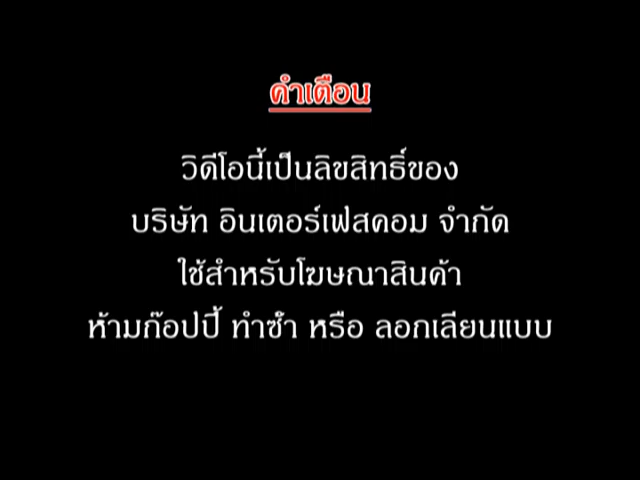 คำเตือน
วิดีโอนี้เป็นลิขสิทธิ์ของ
บริษัท อินเตอร์เฟสคอม จำกัด
ใช้สำหรับโฆษณาสินค้า
ห้ามก๊อปปี้ ทำซ้ำ หรือ ลอกเลียนแบบ